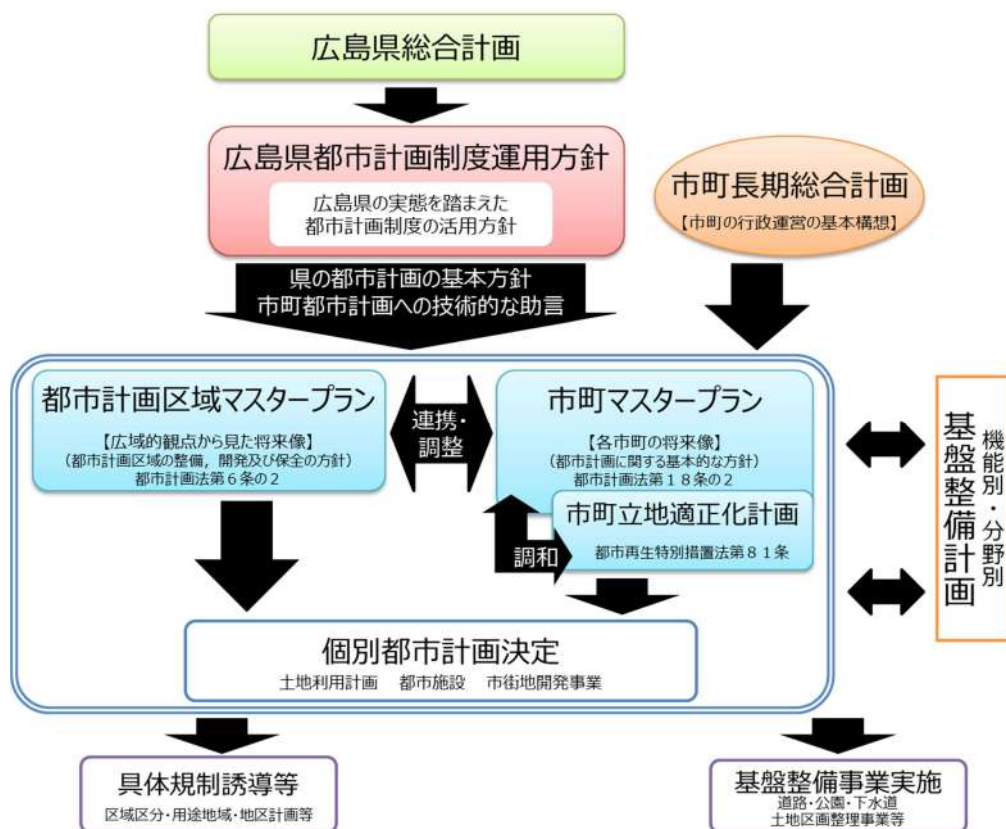 広島県総合計画
広島県都市計画制度運用方針
広島県の実態を踏まえた
都市計画制度の活用方針
市町長期総合計画
【市町の行政運営の基本構想】
県の都市計画の基本方針
市町都市計画への技術的な助言
都市計画区域マスタープラン
【広域的観点から見た将来像】
(都市計画区域の整備，開発及び保全の方針)
都市計画法第６条の２
連携・
調整
市町マスタープラン
【各市町の将来像】
(都市計画に関する基本的な方針)
都市計画法第１８条の２
市町立地適正化計画
都市再生特別措置法第８１条
調和
機能別・分野別
基盤整備計画
個別都市計画決定
土地利用計画 都市施設 市街地開発事業
具体規制誘導等
区域区分・用途地域・地区計画等
基盤整備事業実施
道路・公園・下水道
土地区画整理事業等